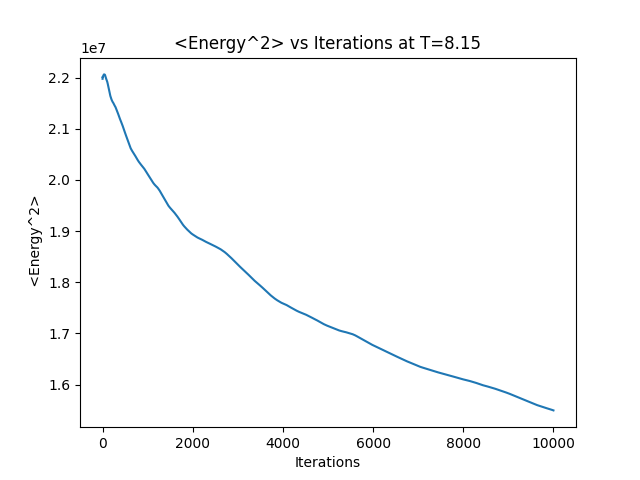 <Energy^2> vs Iterations at T=8.15
1e7
2.2
2.1
2.0
1.9
1.8
1.7
1.6
<Energy^2>
0 2000 4000 6000 8000 10000
Iterations